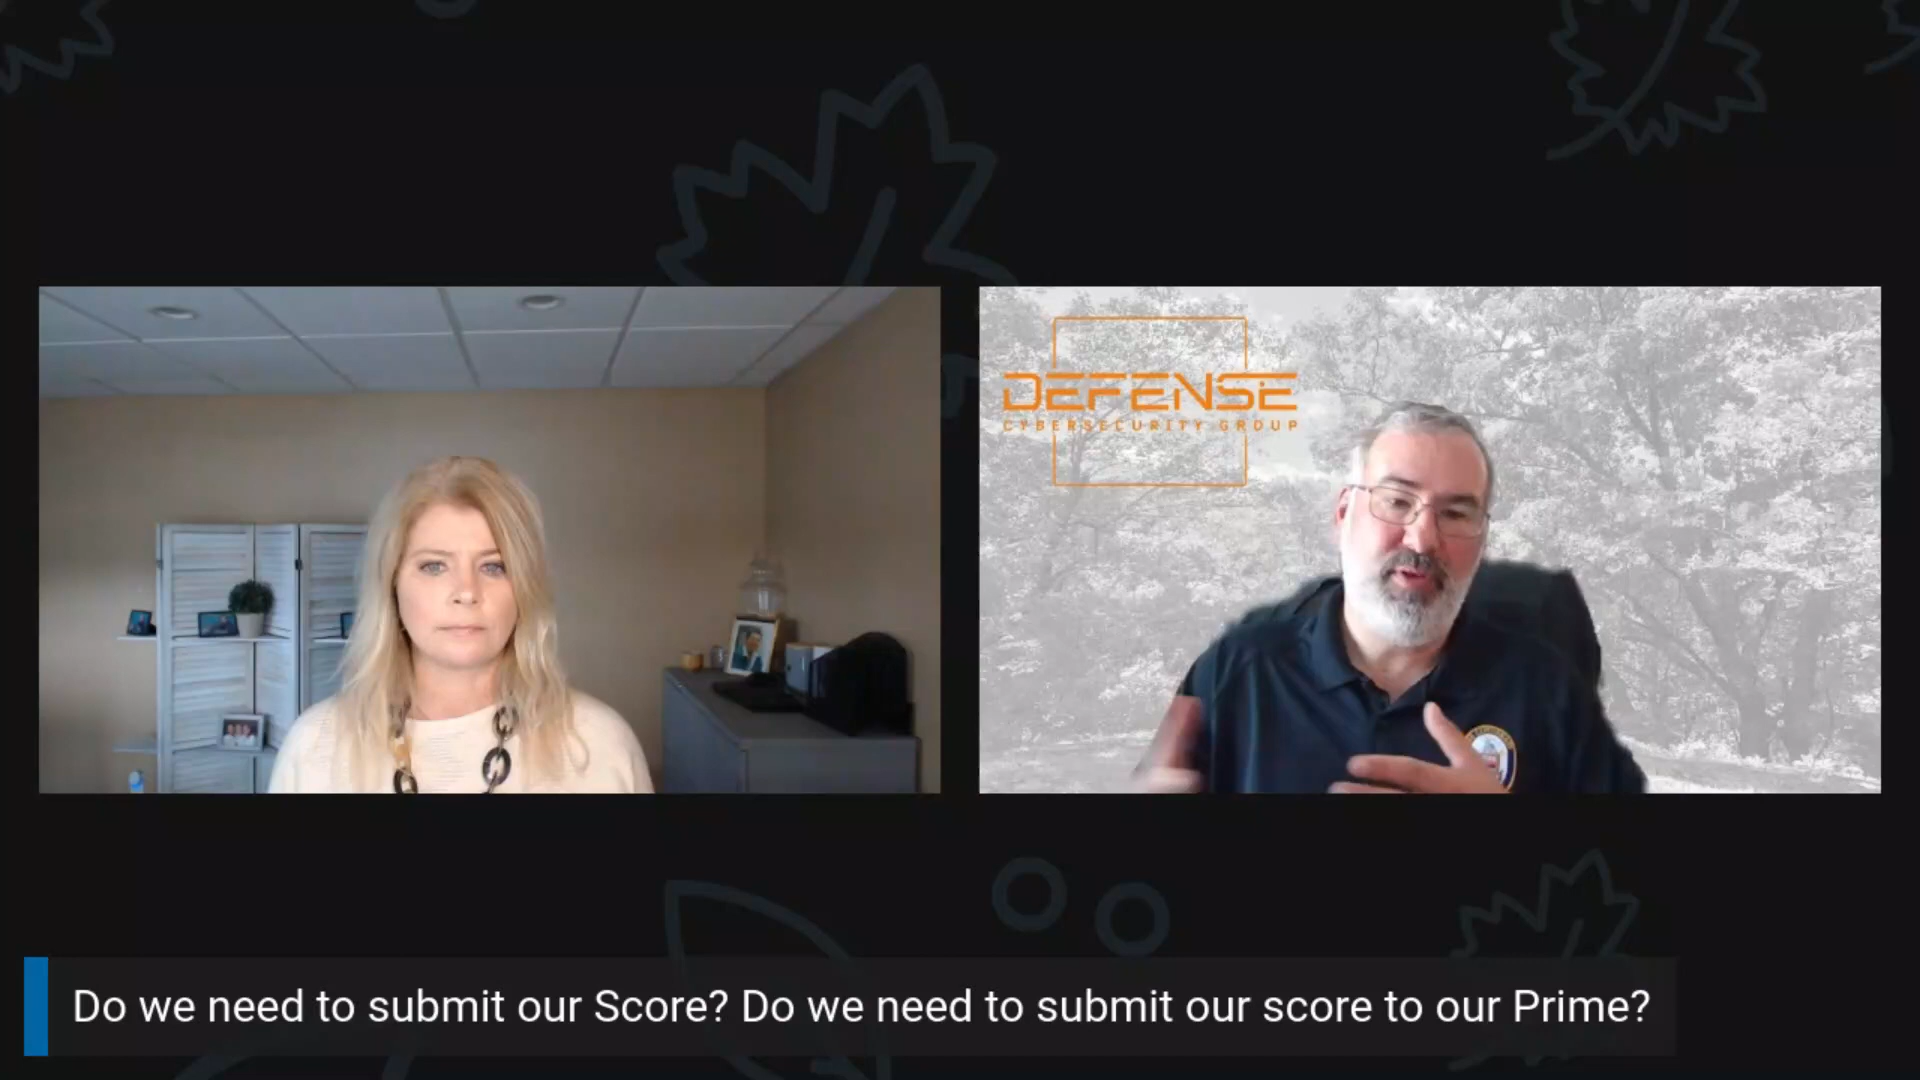 DEFENSE
CYBERSECURITY GROUP
Do we need to submit our Score? Do we need to submit our score to our Prime?